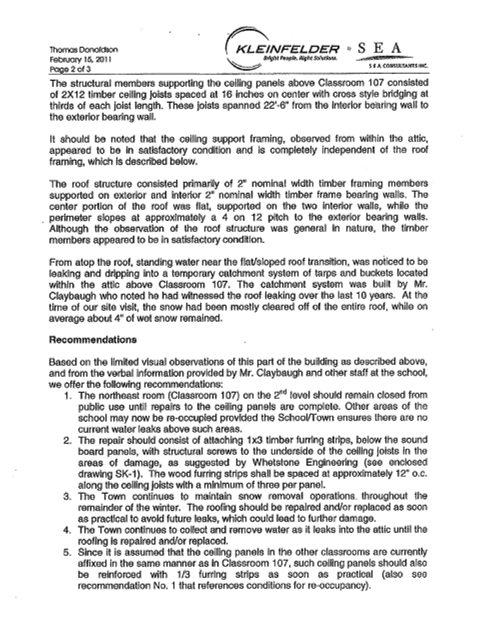 Thomas Donaldson
February 15, 2011
Page 2 of 3
KLEINFELDER
Bright People. Right Solutions.
S E A
S E A CONSULTANTS INC.
The structural members supporting the ceiling panels above Classroom 107 consisted
of 2X12 timber ceiling joists spaced at 16 inches on center with cross style bridging at
thirds of each joist length. These joists spanned 22'-6" from the interior bearing wall to
the exterior bearing wall.
It should be noted that the ceiling support framing, observed from within the attic,
appeared to be in satisfactory condition and is completely independent of the roof
framing, which is described below.
The roof structure consisted primarily of 2" nominal width timber framing members
supported on exterior and interior 2" nominal width timber frame bearing walls. The
center portion of the roof was flat, supported on the two interior walls, while the
perimeter slopes at approximately a 4 on 12 pitch to the exterior bearing walls.
Although the observation of the roof structure was general in nature, the timber
members appeared to be in satisfactory condition.
From atop the roof, standing water near the flat/sloped roof transition, was noticed to be
leaking and dripping into a temporary catchment system of tarps and buckets located
within the attic above Classroom 107. The catchment system was built by Mr.
Claybaugh who noted he had witnessed the roof leaking over the last 10 years. At the
time of our site visit, the snow had been mostly cleared off of the entire roof, while on
average about 4" of wet snow remained.
Recommendations
Based on the limited visual observations of this part of the building as described above,
and from the verbal information provided by Mr. Claybaugh and other staff at the school,
we offer the following recommendations:
1. The northeast room (Classroom 107) on the 2nd level should remain closed from
public use until repairs to the ceiling panels are complete. Other areas of the
school may now be re-occupied provided the School/Town ensures there are no
current water leaks above such areas.
2. The repair should consist of attaching 1x3 timber furring strips, below the sound
board panels, with structural screws to the underside of the ceiling joists in the
areas of damage, as suggested by Whetstone Engineering (see enclosed
drawing SK-1). The wood furring strips shall be spaced at approximately 12" o.c.
along the ceiling joists with a minimum of three per panel.
3. The Town continues to maintain snow removal operations throughout the
remainder of the winter. The roofing should be repaired and/or replaced as soon
as practical to avoid future leaks, which could lead to further damage.
4. The Town continues to collect and remove water as it leaks into the attic until the
roofing is repaired and/or replaced.
5. Since it is assumed that the ceiling panels in the other classrooms are currently
affixed in the same manner as in Classroom 107, such ceiling panels should also
be reinforced with 1/3 furring strips as soon as practical (also see
recommendation No. 1 that references conditions for re-occupancy).